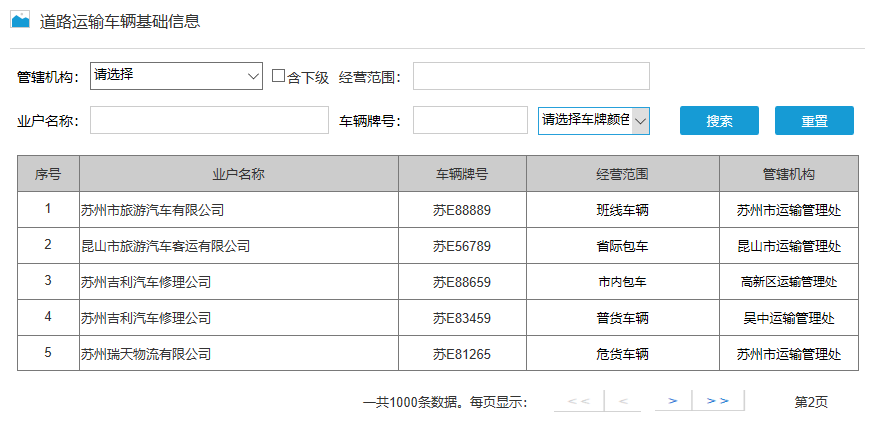 道路运输车辆基础信息
管辖机构： 请选择 含下级 经营范围：
业户名称： 车辆牌号： 请选择车牌颜色 搜索 重置
序号 业户名称 车辆牌号 经营范围 管辖机构
1 苏州市旅游汽车有限公司 苏E88889 班线车辆 苏州市运输管理处
2 昆山市旅游汽车客运有限公司 苏E56789 省际包车 昆山市运输管理处
3 苏州吉利汽车修理公司 苏E88659 市内包车 高新区运输管理处
4 苏州吉利汽车修理公司 苏E83459 普货车辆 吴中运输管理处
5 苏州瑞天物流有限公司 苏E81265 危货车辆 苏州市运输管理处
一共1000条数据。每页显示： << < > >> 第2页